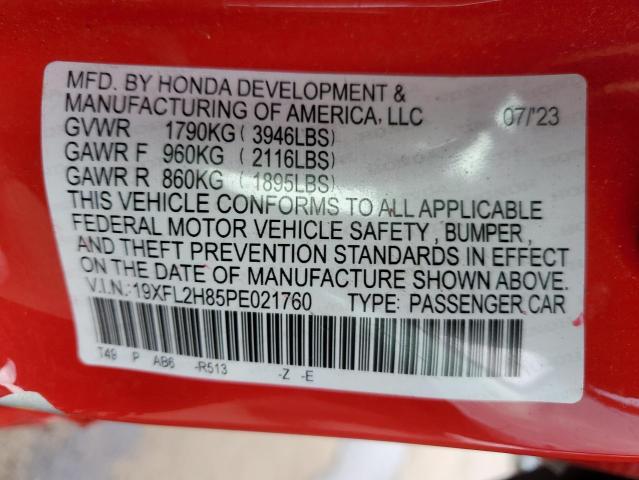 MFD. BY HONDA DEVELOPMENT &
MANUFACTURING OF AMERICA, LLC 07/'23
GVWR 1790KG ( 3946LBS)
GAWR F 960KG ( 2116LBS)
GAWR R 860KG ( 1895LBS)
THIS VEHICLE CONFORMS TO ALL APPLICABLE
FEDERAL MOTOR VEHICLE SAFETY , BUMPER ,
AND THEFT PREVENTION STANDARDS IN EFFECT
ON THE DATE OF MANUFACTURE SHOWN ABOVE.
V.I.N.:19XFL2H85PE021760 TYPE: PASSENGER CAR
T49 P AB6 -R513 -Z -E